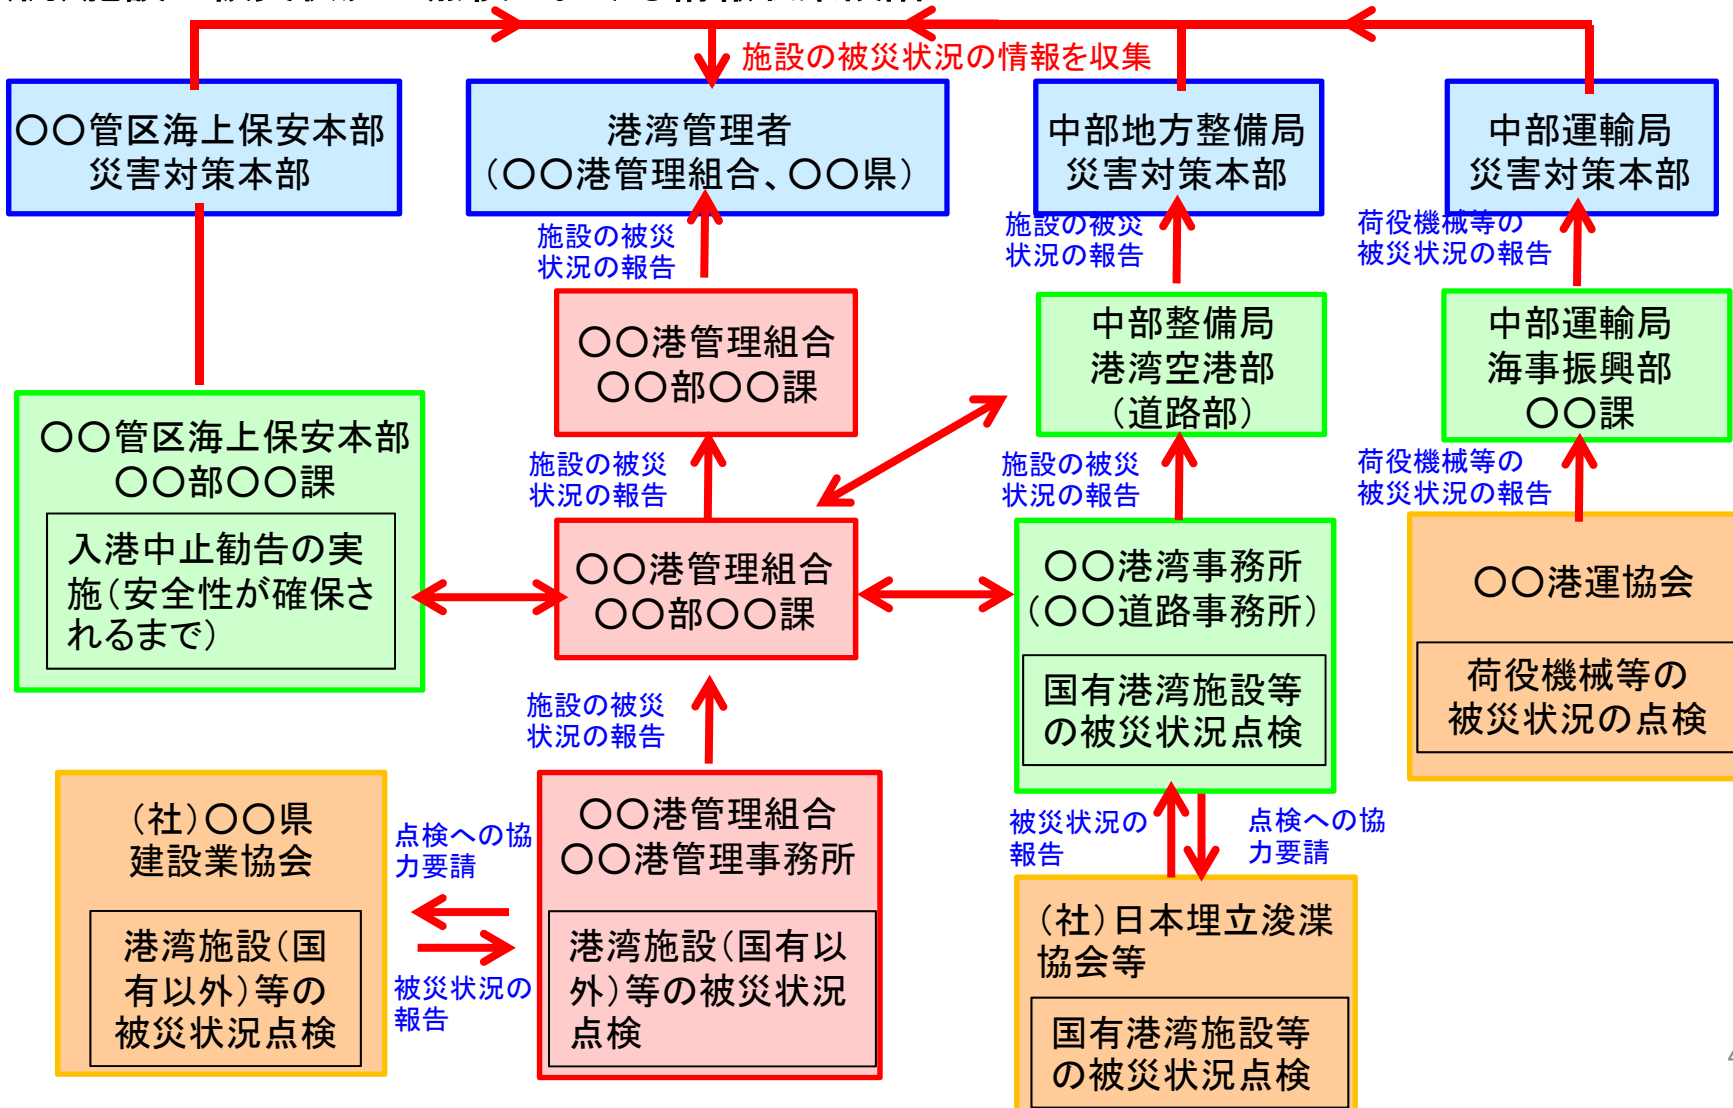 施設の被災状況の情報を収集
〇〇管区海上保安本部
災害対策本部
港湾管理者
（〇〇港管理組合、〇〇県）
中部地方整備局
災害対策本部
中部運輸局
災害対策本部
施設の被災
状況の報告
施設の被災
状況の報告
荷役機械等の
被災状況の報告
〇〇港管理組合
〇〇部〇〇課
中部整備局
港湾空港部
（道路部）
中部運輸局
海事振興部
〇〇課
〇〇管区海上保安本部
〇〇部〇〇課
入港中止勧告の実
施（安全性が確保さ
れるまで）
施設の被災
状況の報告
施設の被災
状況の報告
荷役機械等の
被災状況の報告
〇〇港管理組合
〇〇部〇〇課
〇〇港湾事務所
（〇〇道路事務所）
国有港湾施設等
の被災状況点検
〇〇港運協会
荷役機械等の
被災状況の点検
施設の被災
状況の報告
（社）〇〇県
建設業協会
港湾施設（国
有以外）等の
被災状況点検
点検への協
力要請
被災状況の
報告
〇〇港管理組合
〇〇港管理事務所
港湾施設（国有以
外）等の被災状況
点検
被災状況の
報告
点検への協
力要請
（社）日本埋立浚渫
協会等
国有港湾施設等
の被災状況点検